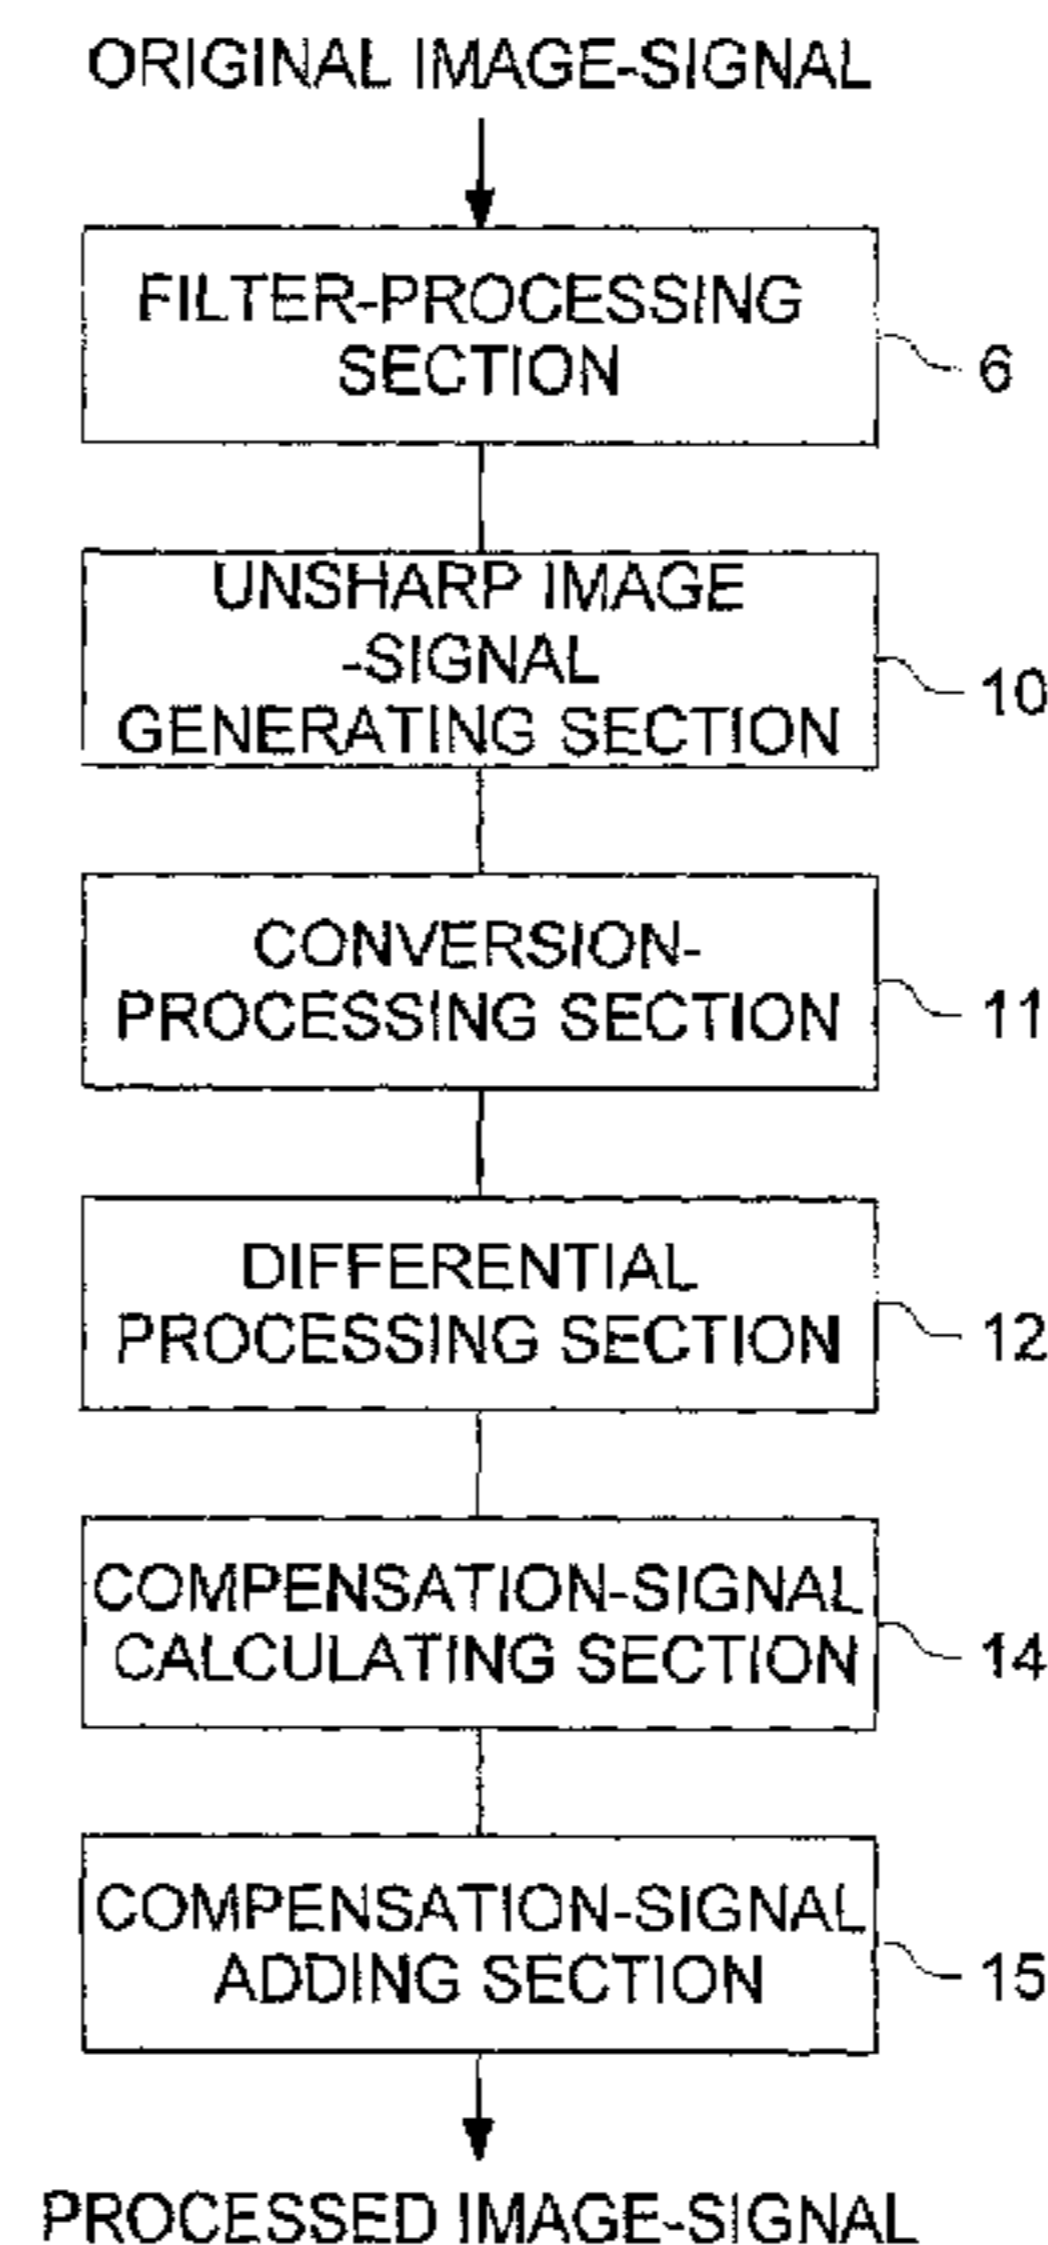 ORIGINAL IMAGE-SIGNAL
FILTER-PROCESSING
SECTION
6
UNSHARP IMAGE
-SIGNAL
GENERATING SECTION
10
CONVERSION-
PROCESSING SECTION
11
DIFFERENTIAL
PROCESSING SECTION
12
COMPENSATION-SIGNAL
CALCULATING SECTION
14
COMPENSATION-SIGNAL
ADDING SECTION
15
PROCESSED IMAGE-SIGNAL